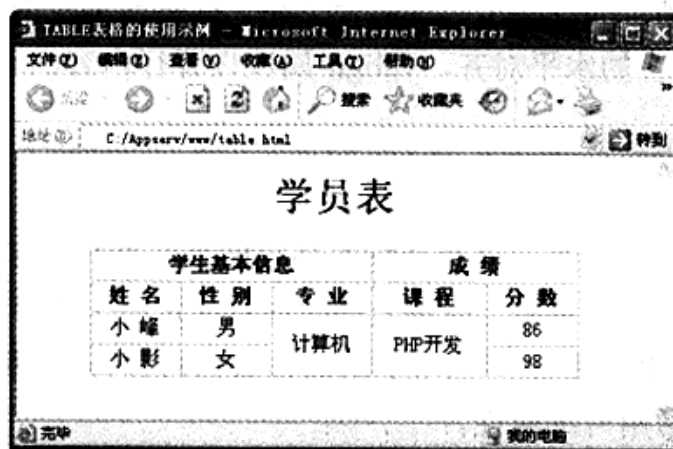 TABLE表格的使用示例 - Microsoft Internet Explorer
文件(F) 编辑(E) 查看(V) 收藏(A) 工具(T) 帮助(H)
后退 搜索 收藏夹
地址(D) C:/Appserv/www/table html 转到
学员表
学生基本信息 成 绩
姓 名 性 别 专 业 课 程 分 数
小 峰 男 计算机 PHP开发 86
小 影 女 98
完毕 我的电脑